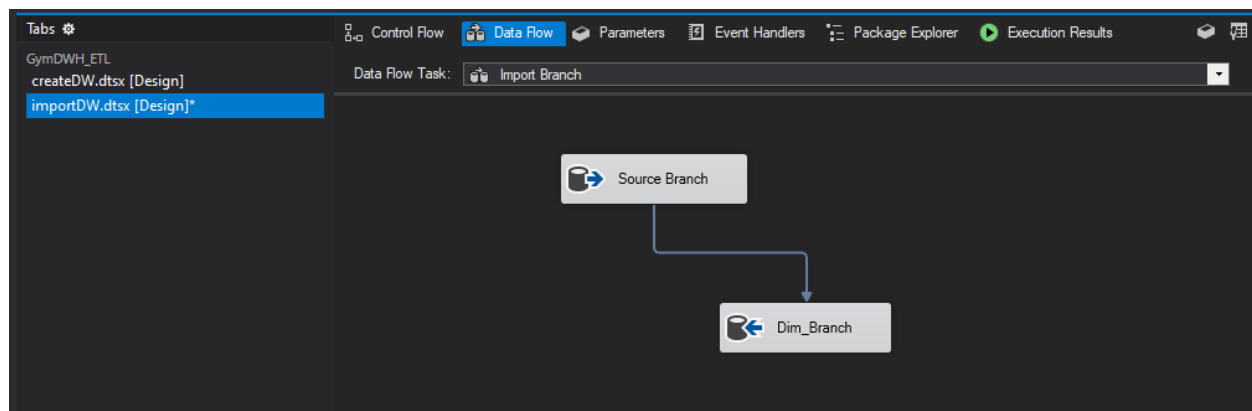 Tabs
GymDWH_ETL
createDW.dtsx [Design]
importDW.dtsx [Design]*
Control Flow Data Flow Parameters Event Handlers Package Explorer Execution Results
Data Flow Task: Import Branch
Source Branch
Dim_Branch